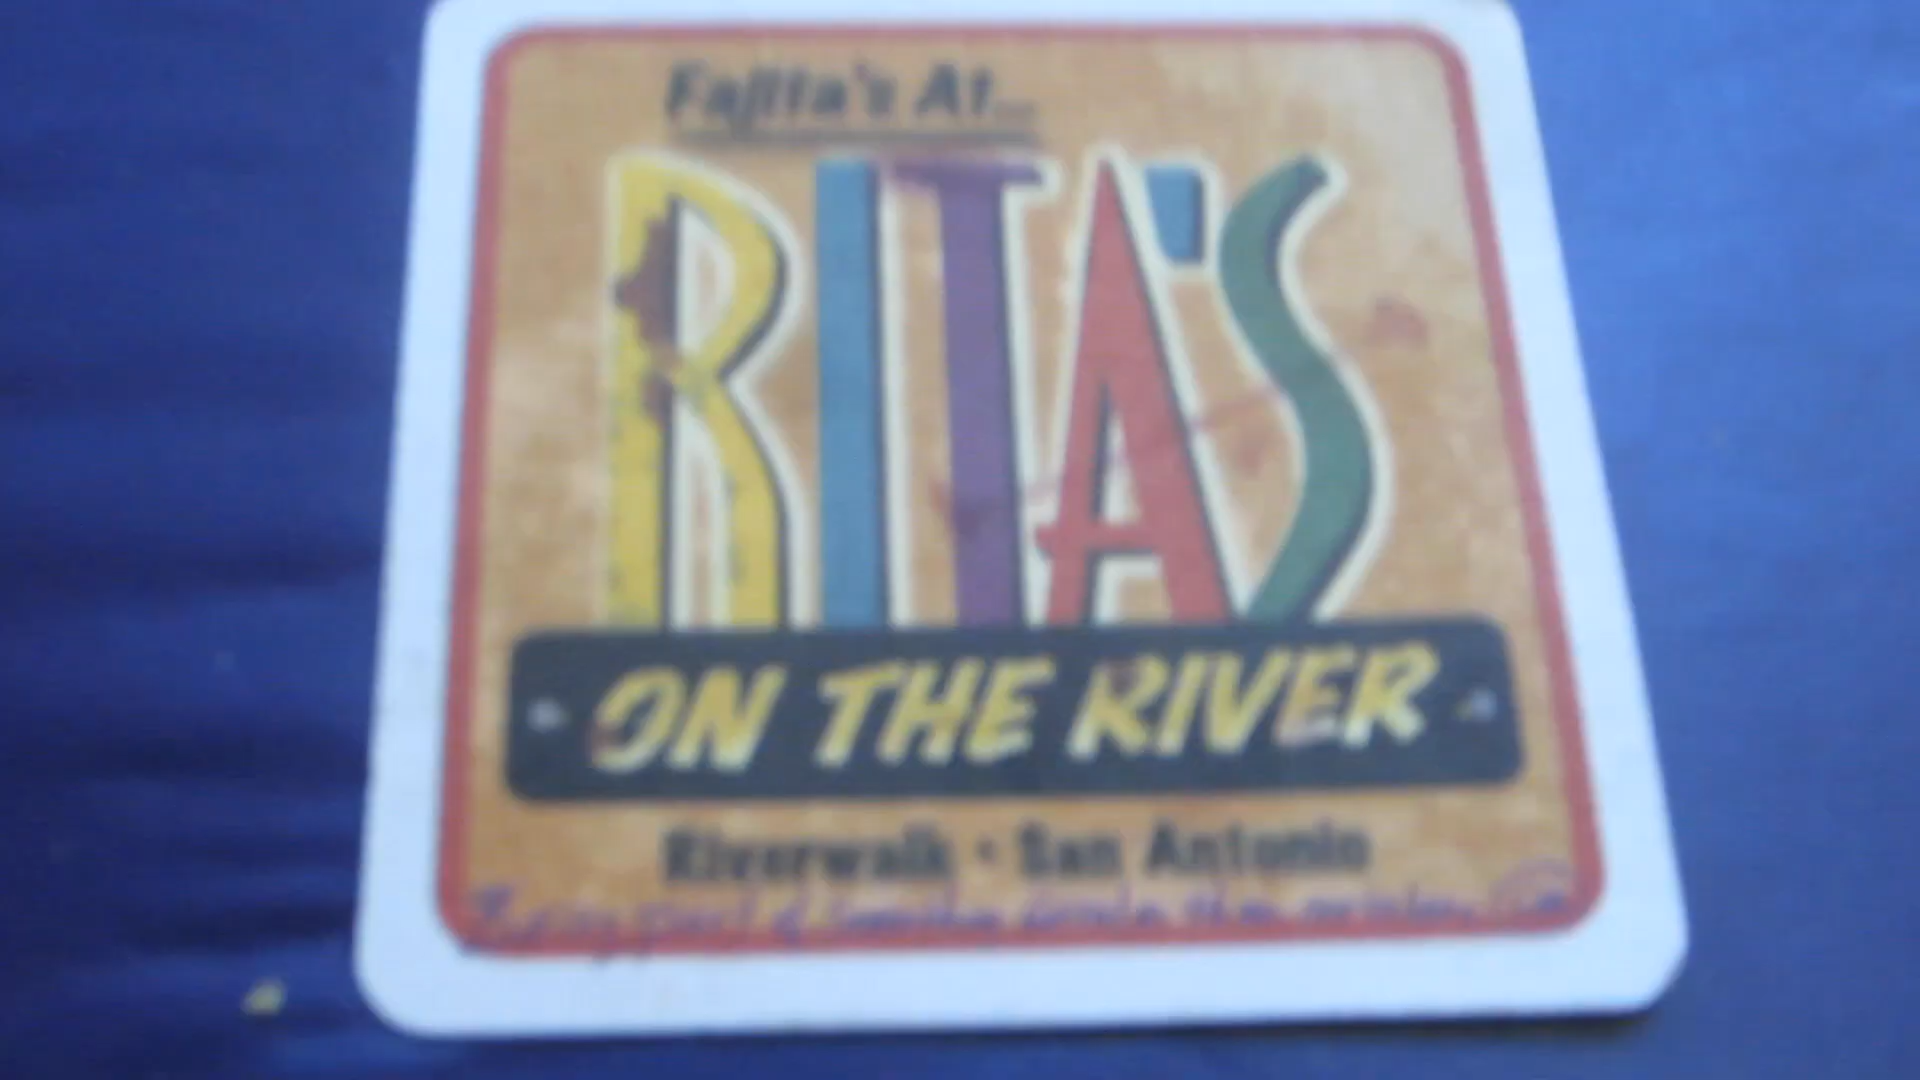 Fajita's At...
RITA'S
ON THE RIVER
Riverwalk • San Antonio